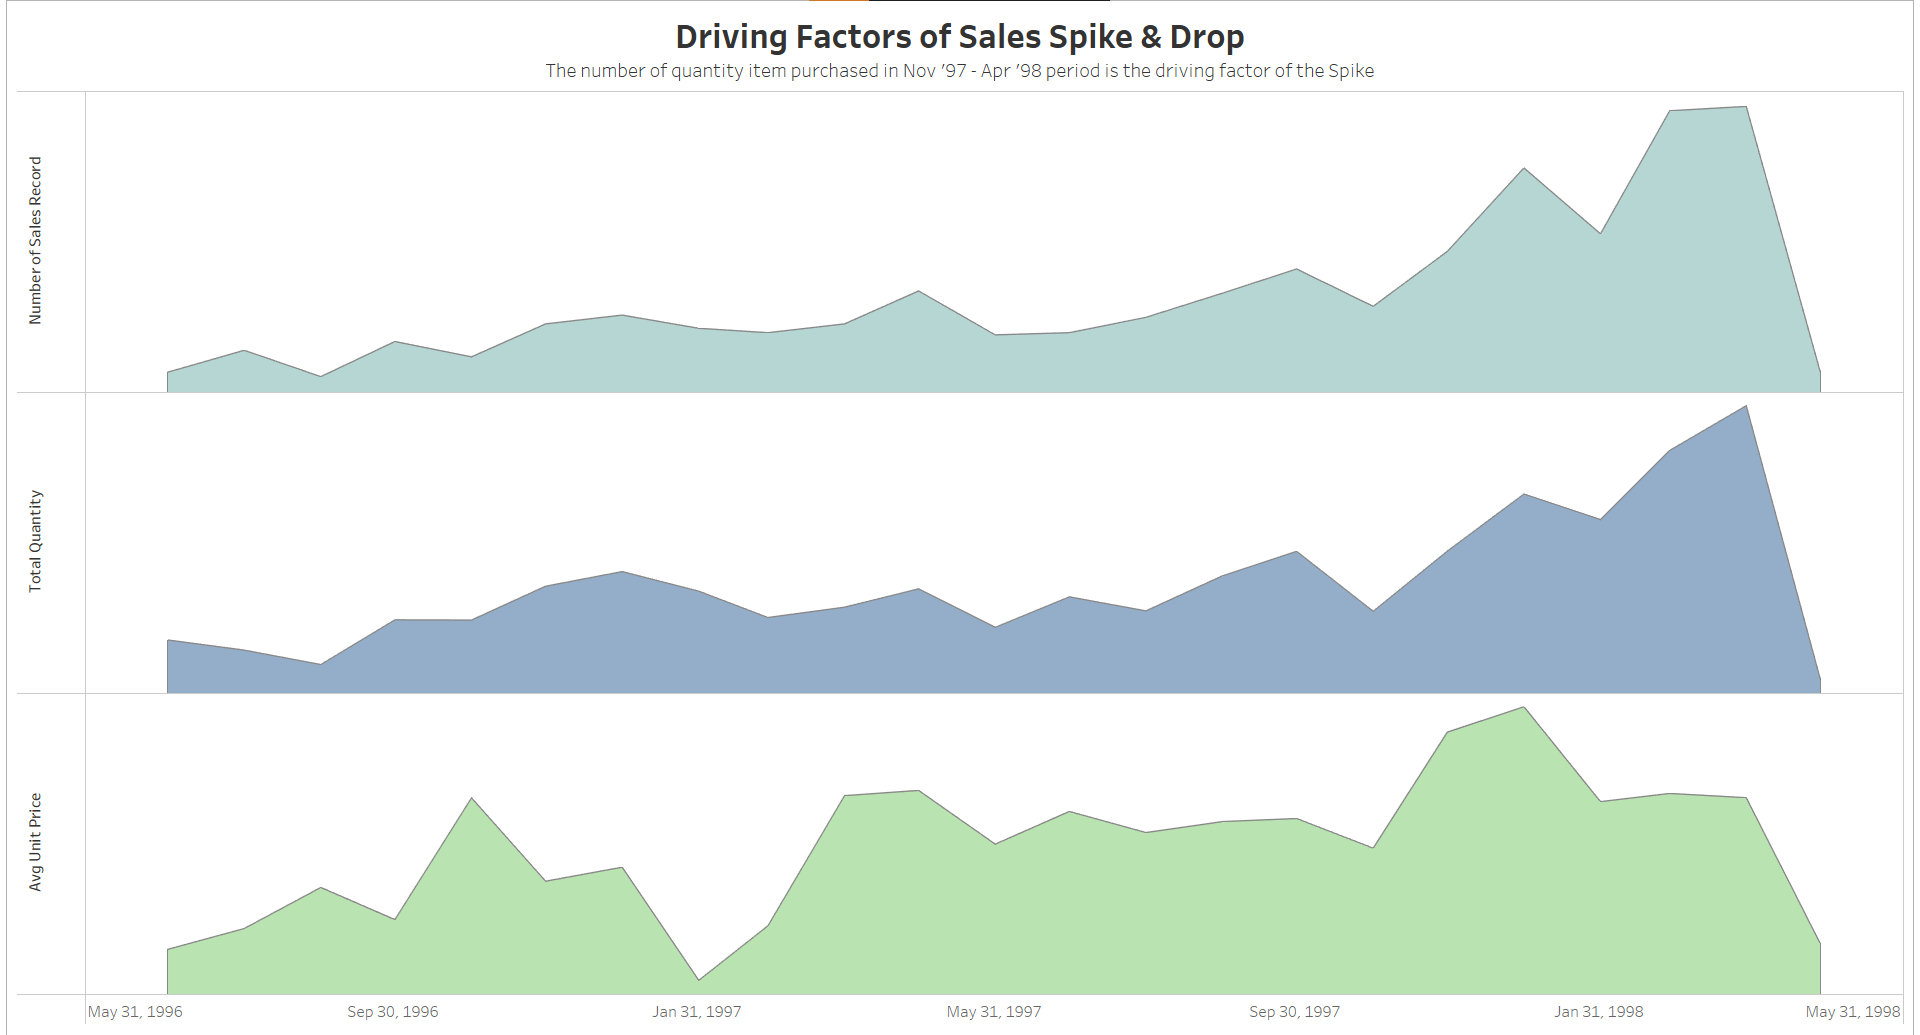 Driving Factors of Sales Spike & Drop
The number of quantity item purchased in Nov '97 - Apr '98 period is the driving factor of the Spike
Number of Sales Record
Total Quantity
Avg Unit Price
May 31, 1996
Sep 30, 1996
Jan 31, 1997
May 31, 1997
Sep 30, 1997
Jan 31, 1998
May 31, 1998